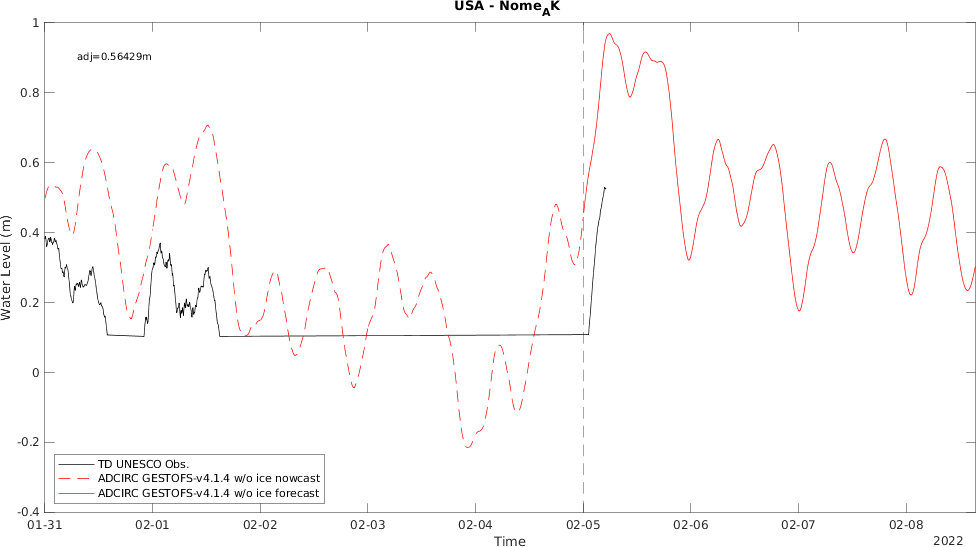 USA - Nome_AK
adj=0.56429m
1
0.8
0.6
0.4
0.2
0
-0.2
-0.4
Water Level (m)
TD UNESCO Obs.
ADCIRC GESTOFS-v4.1.4 w/o ice nowcast
ADCIRC GESTOFS-v4.1.4 w/o ice forecast
01-31 02-01 02-02 02-03 02-04 02-05 02-06 02-07 02-08
Time
2022